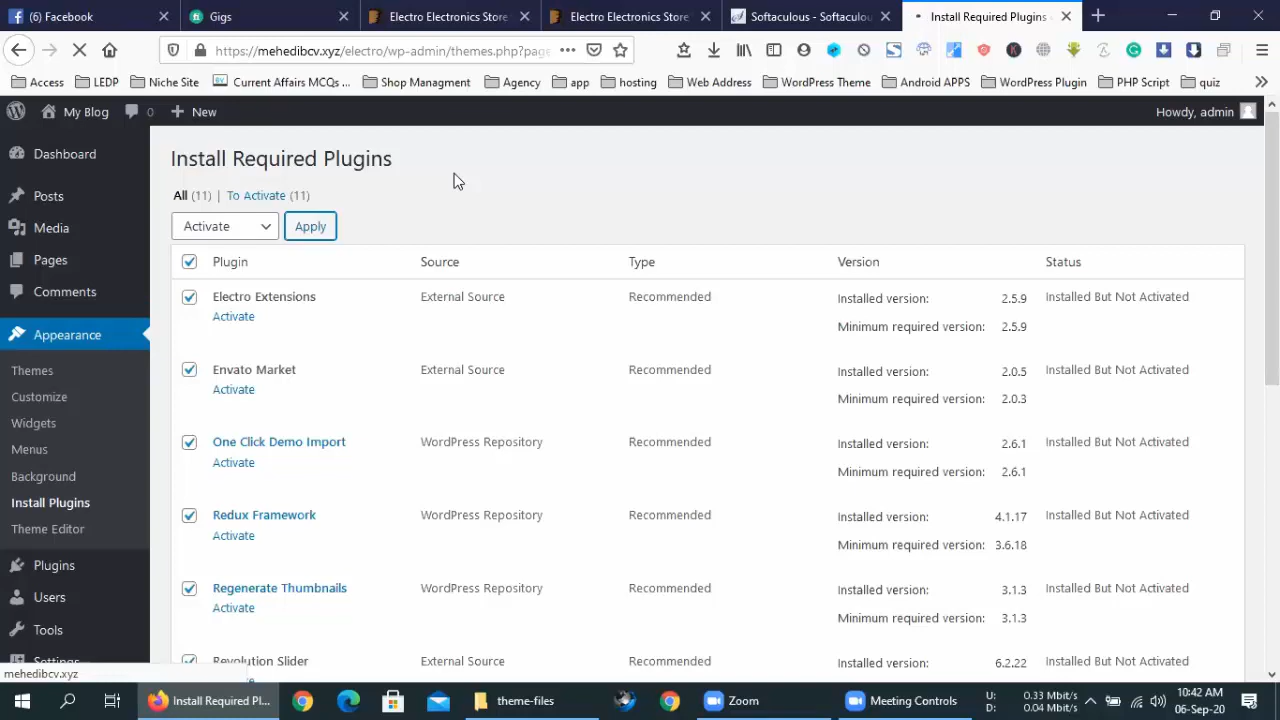 (6) Facebook
Gigs
Electro Electronics Store
Electro Electronics Store
Softaculous - Softaculou
Install Required Plugins
https://mehedibcv.xyz/electro/wp-admin/themes.php?page
Access
LEDP
Niche Site
Current Affairs MCQs ...
Shop Managment
Agency
app
hosting
Web Address
WordPress Theme
Android APPS
WordPress Plugin
PHP Script
quiz
My Blog
0
New
Howdy, admin
Dashboard
Posts
Media
Pages
Comments
Appearance
Themes
Customize
Widgets
Menus
Background
Install Plugins
Theme Editor
Plugins
Users
Tools
Settings
mehedibcv.xyz
Install Required Plugins
All (11) | To Activate (11)
Activate
Apply
Plugin Source Type Version Status
Electro Extensions External Source Recommended Installed version: 2.5.9 Installed But Not Activated
Activate
Minimum required version: 2.5.9
Envato Market External Source Recommended Installed version: 2.0.5 Installed But Not Activated
Activate
Minimum required version: 2.0.3
One Click Demo Import WordPress Repository Recommended Installed version: 2.6.1 Installed But Not Activated
Activate
Minimum required version: 2.6.1
Redux Framework WordPress Repository Recommended Installed version: 4.1.17 Installed But Not Activated
Activate
Minimum required version: 3.6.18
Regenerate Thumbnails WordPress Repository Recommended Installed version: 3.1.3 Installed But Not Activated
Activate
Minimum required version: 3.1.3
Revolution Slider External Source Recommended Installed version: 6.2.22 Installed But Not Activated
Install Required Pl...
theme-files
Zoom
Meeting Controls
U: 0.33 Mbit/s
D: 0.04 Mbit/s
10:42 AM
06-Sep-20